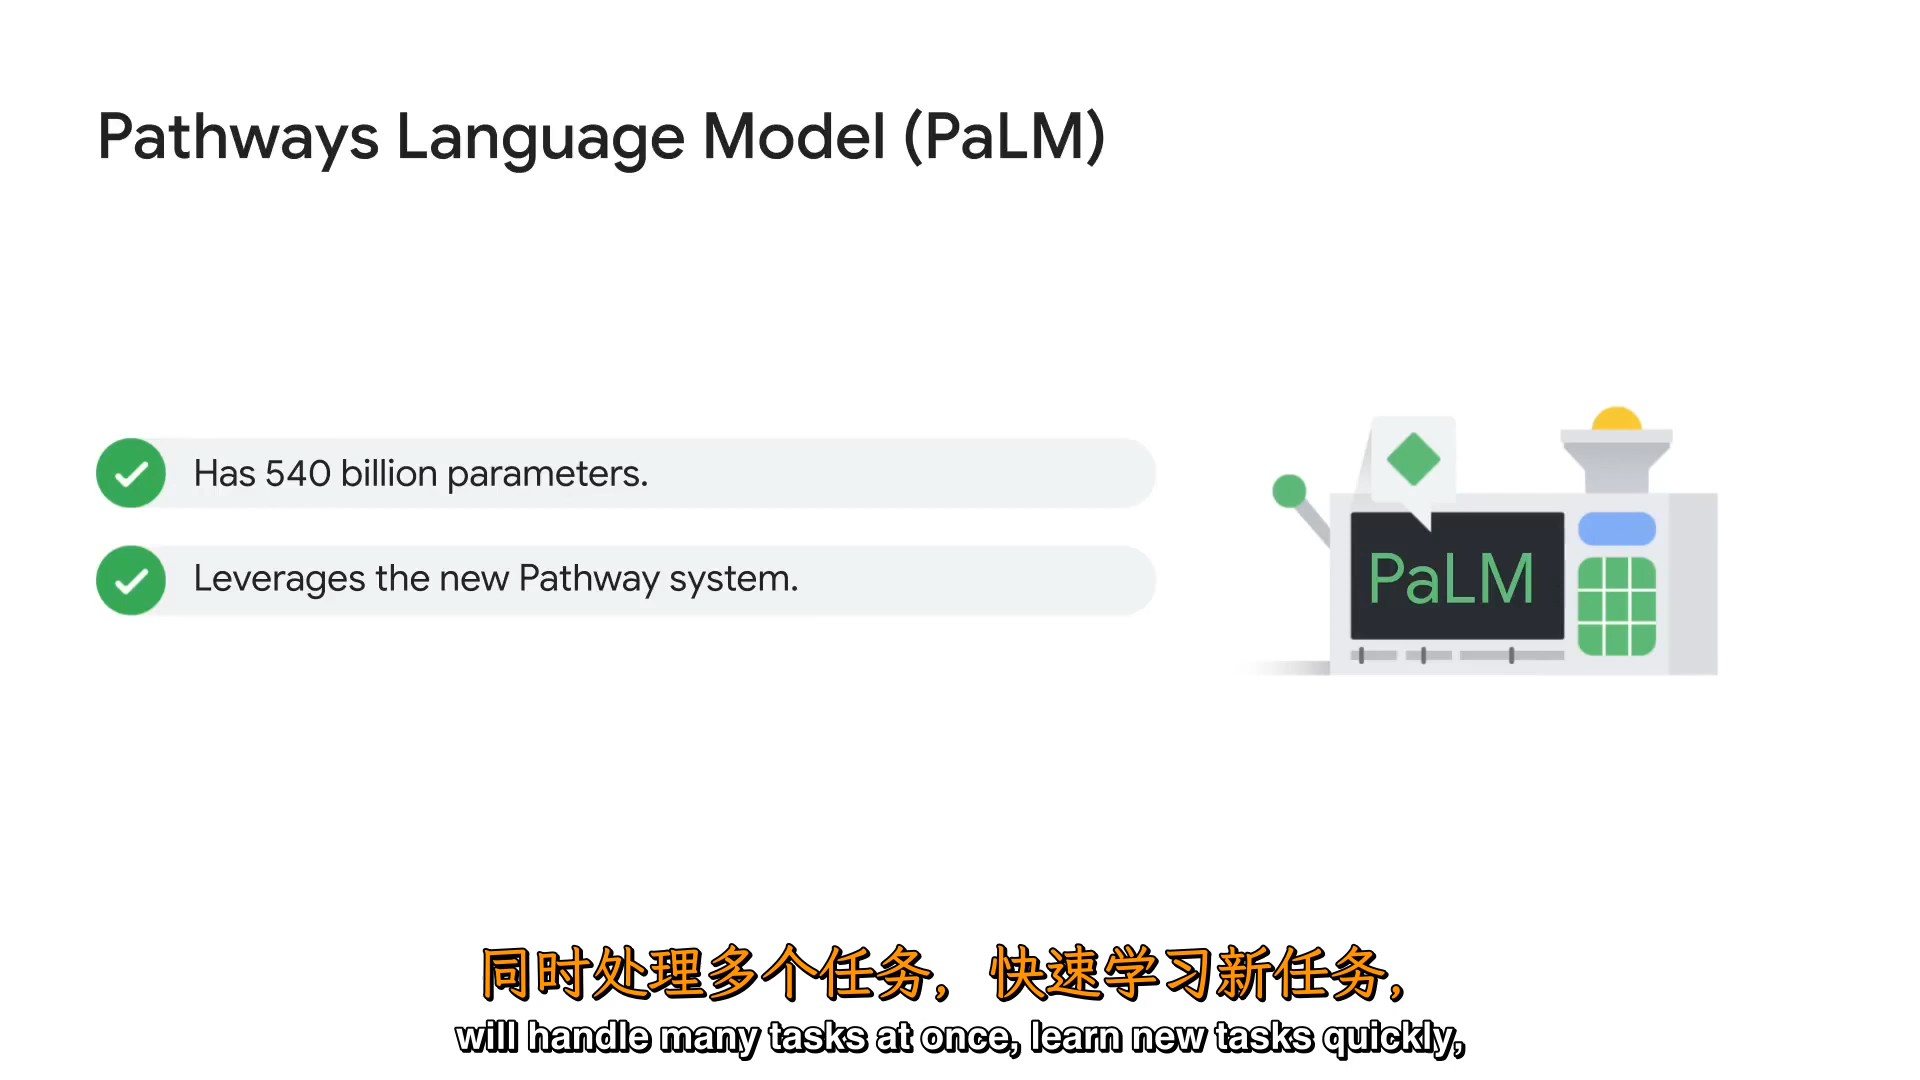 Pathways Language Model (PaLM)
Has 540 billion parameters.
Leverages the new Pathway system.
PaLM
同时处理多个任务，快速学习新任务，
will handle many tasks at once, learn new tasks quickly,